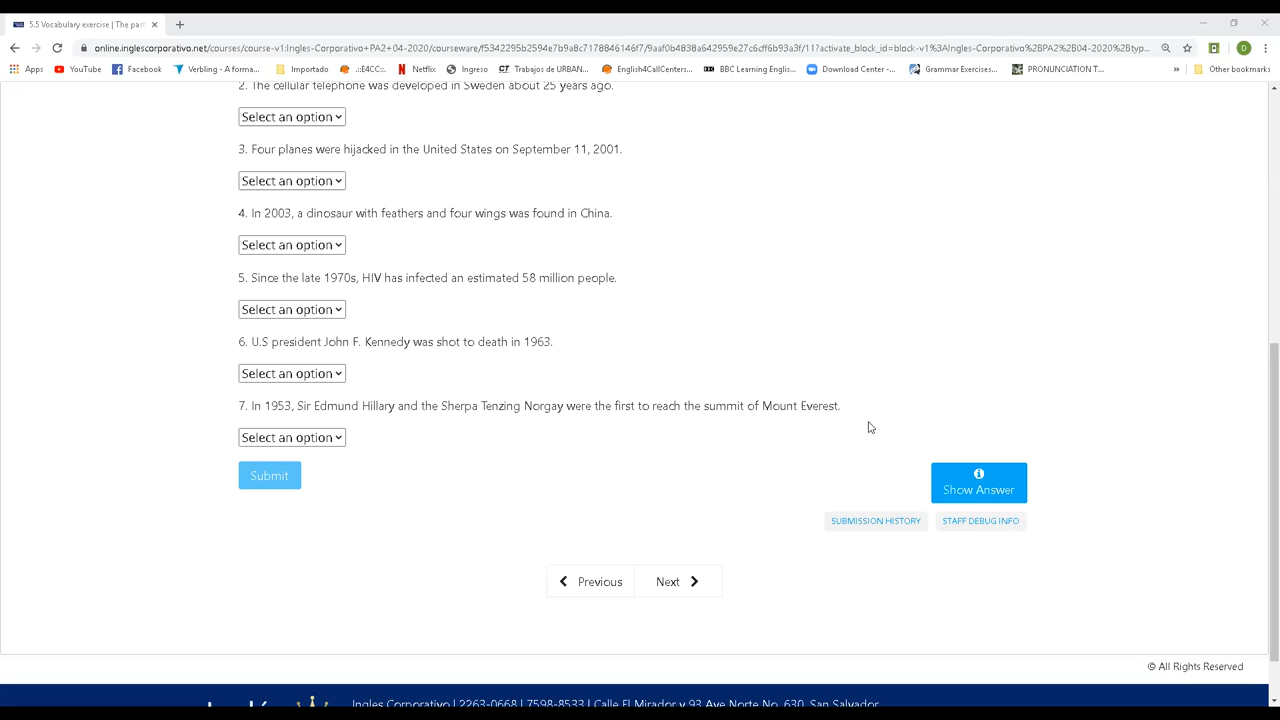 5.5 Vocabulary exercise | The pas
online.inglescorporativo.net/courses/course-v1:Ingles-Corporativo+PA2+04-2020/courseware/f5342295b2594e7b9a8c7178846146f7/9aaf0b4838a642959e27c6cff6b93a3f/11?activate_block_id=block-v1%3AIngles-Corporativo%2BPA2%2B04-2020%2Btyp...
D
Apps YouTube Facebook Verbling - A forma... Importado .::E4CC::. Netflix Ingreso Trabajos de URBAN... English4CallCenters... BBC Learning Englis... Download Center -... Grammar Exercises... PRONUNCIATION T... » Other bookmarks
2. The cellular telephone was developed in Sweden about 25 years ago.
Select an option
3. Four planes were hijacked in the United States on September 11, 2001.
Select an option
4. In 2003, a dinosaur with feathers and four wings was found in China.
Select an option
5. Since the late 1970s, HIV has infected an estimated 58 million people.
Select an option
6. U.S president John F. Kennedy was shot to death in 1963.
Select an option
7. In 1953, Sir Edmund Hillary and the Sherpa Tenzing Norgay were the first to reach the summit of Mount Everest.
Select an option
Submit
Show Answer
SUBMISSION HISTORY STAFF DEBUG INFO
Previous Next
© All Rights Reserved
Ingles Corporativo | 2263-0668 | 7598-8533 | Calle El Mirador y 93 Ave Norte No. 630, San Salvador